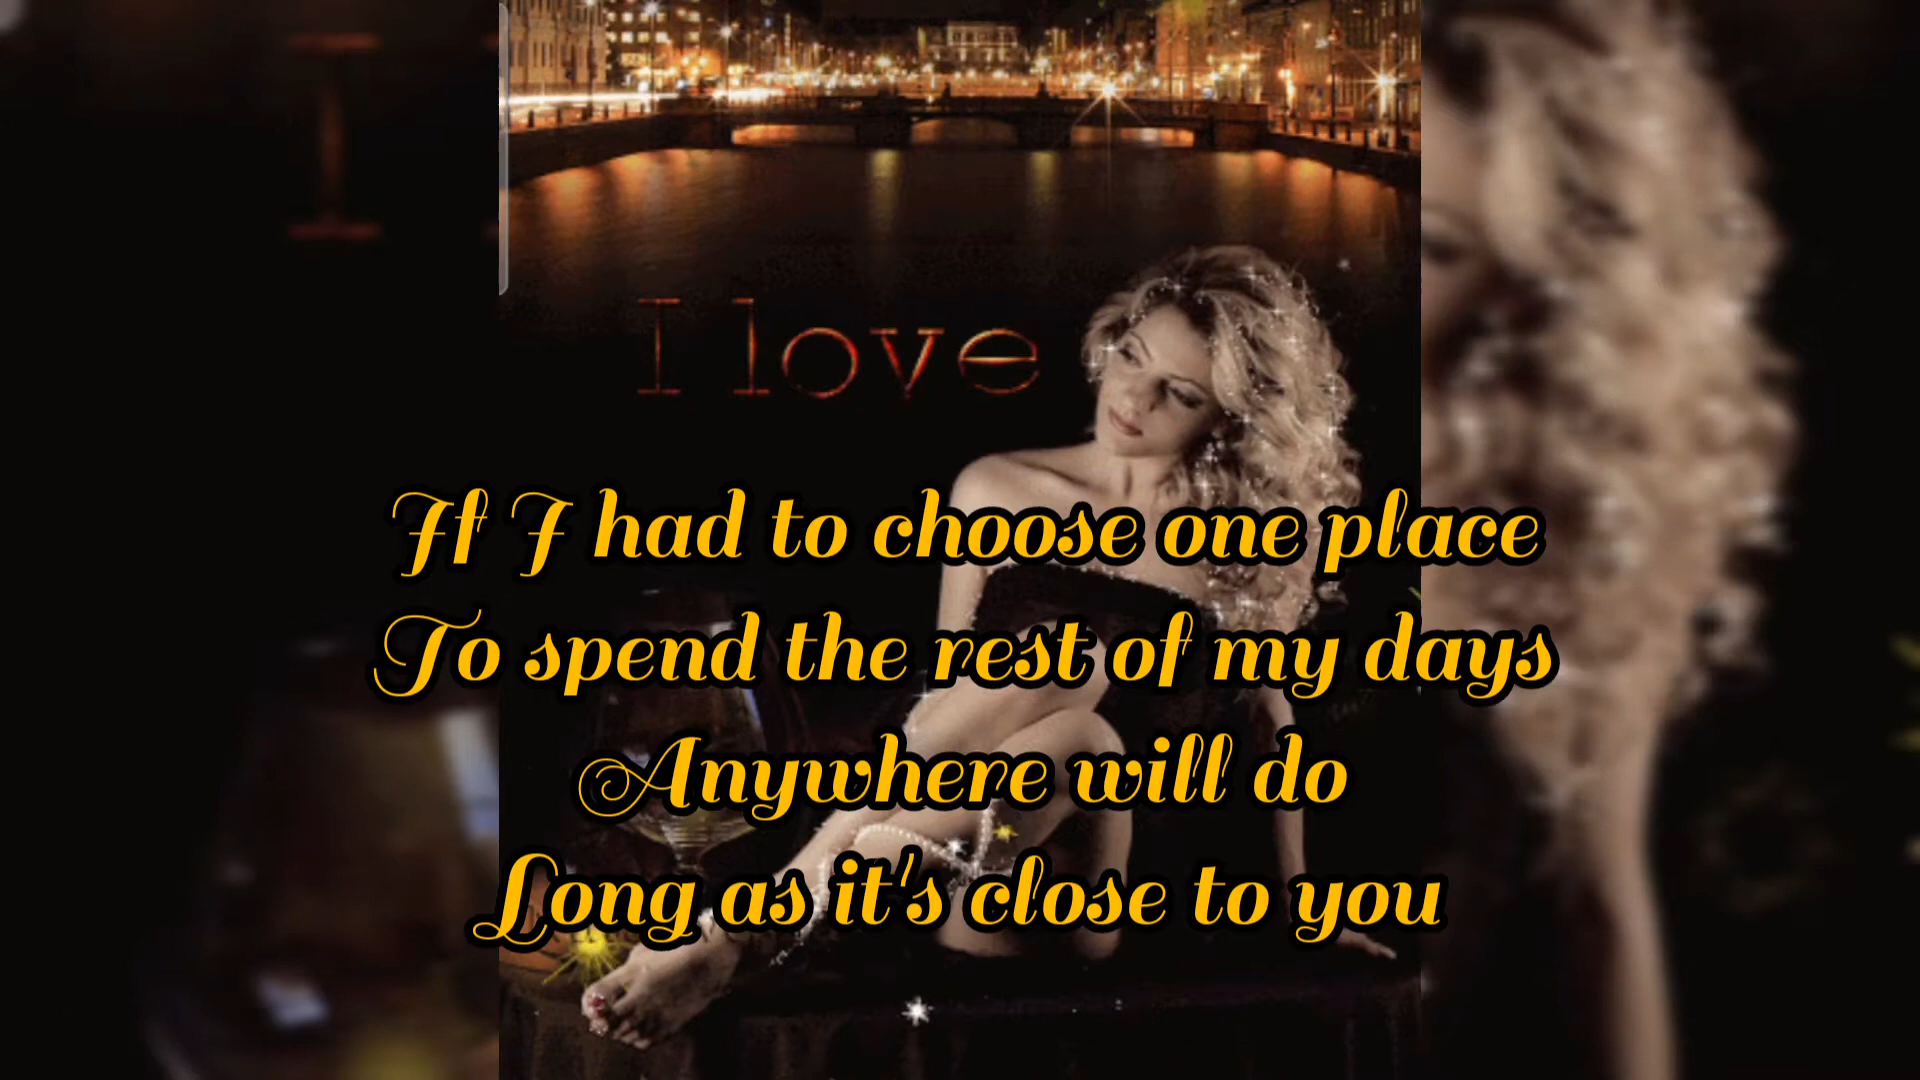 I love
If I had to choose one place
To spend the rest of my days
Anywhere will do
Long as it's close to you